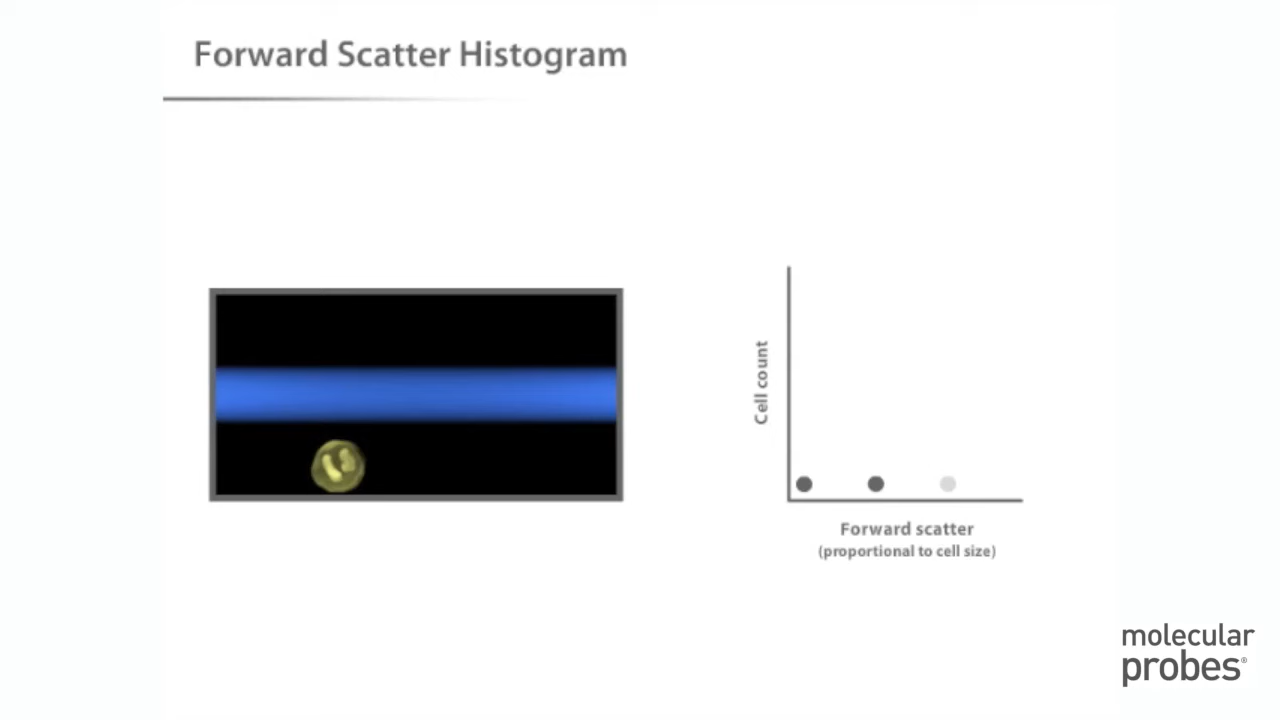 Forward Scatter Histogram
Cell count
Forward scatter
(proportional to cell size)
molecular
probes®